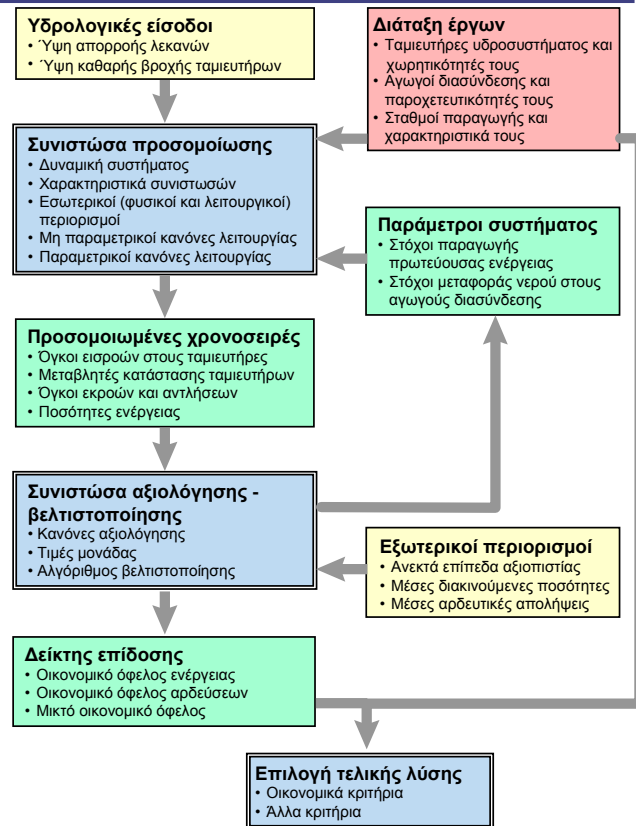 Υδρολογικές είσοδοι
• Ύψη απορροής λεκανών
• Ύψη καθαρής βροχής ταμιευτήρων
Διάταξη έργων
• Ταμιευτήρες υδροσυστήματος και
χωρητικότητές τους
• Αγωγοί διασύνδεσης και
παροχετευτικότητές τους
• Σταθμοί παραγωγής και
χαρακτηριστικά τους
Συνιστώσα προσομοίωσης
• Δυναμική συστήματος
• Χαρακτηριστικά συνιστωσών
• Εσωτερικοί (φυσικοί και λειτουργικοί)
περιορισμοί
• Μη παραμετρικοί κανόνες λειτουργίας
• Παραμετρικοί κανόνες λειτουργίας
Παράμετροι συστήματος
• Στόχοι παραγωγής
πρωτεύουσας ενέργειας
• Στόχοι μεταφοράς νερού στους
αγωγούς διασύνδεσης
Προσομοιωμένες χρονοσειρές
• Όγκοι εισροών στους ταμιευτήρες
• Μεταβλητές κατάστασης ταμιευτήρων
• Όγκοι εκροών και αντλήσεων
• Ποσότητες ενέργειας
Συνιστώσα αξιολόγησης -
βελτιστοποίησης
• Κανόνες αξιολόγησης
• Τιμές μονάδας
• Αλγόριθμος βελτιστοποίησης
Εξωτερικοί περιορισμοί
• Ανεκτά επίπεδα αξιοπιστίας
• Μέσες διακινούμενες ποσότητες
• Μέσες αρδευτικές απολήψεις
Δείκτης επίδοσης
• Οικονομικό όφελος ενέργειας
• Οικονομικό όφελος αρδεύσεων
• Μικτό οικονομικό όφελος
Επιλογή τελικής λύσης
• Οικονομικά κριτήρια
• Άλλα κριτήρια